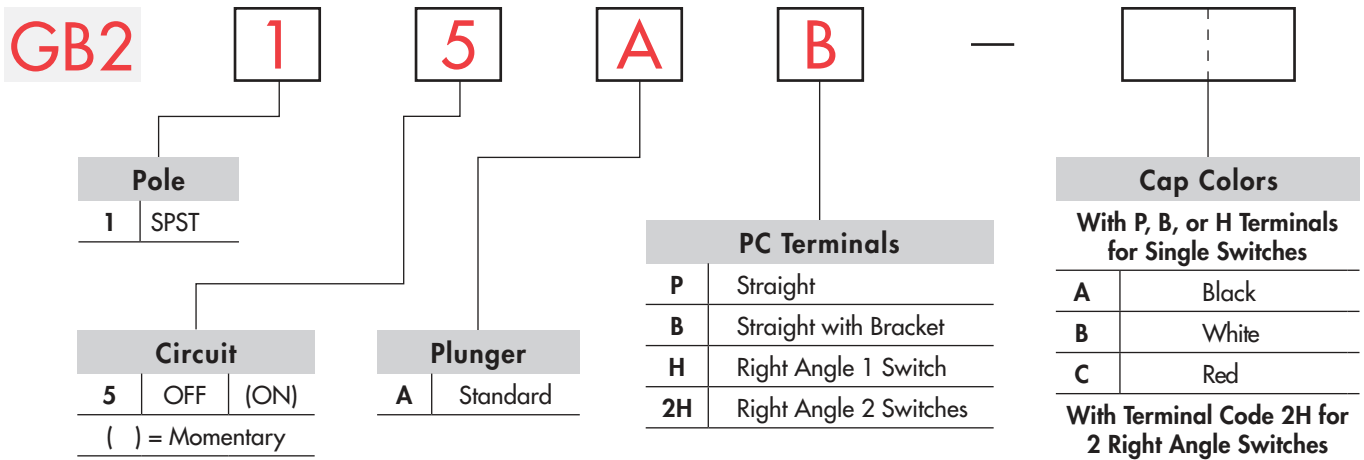 GB2 1 5 A B —
Pole
1 SPST
Circuit
5 OFF (ON)
( ) = Momentary
Plunger
A Standard
PC Terminals
P Straight
B Straight with Bracket
H Right Angle 1 Switch
2H Right Angle 2 Switches
Cap Colors
With P, B, or H Terminals
for Single Switches
A Black
B White
C Red
With Terminal Code 2H for
2 Right Angle Switches